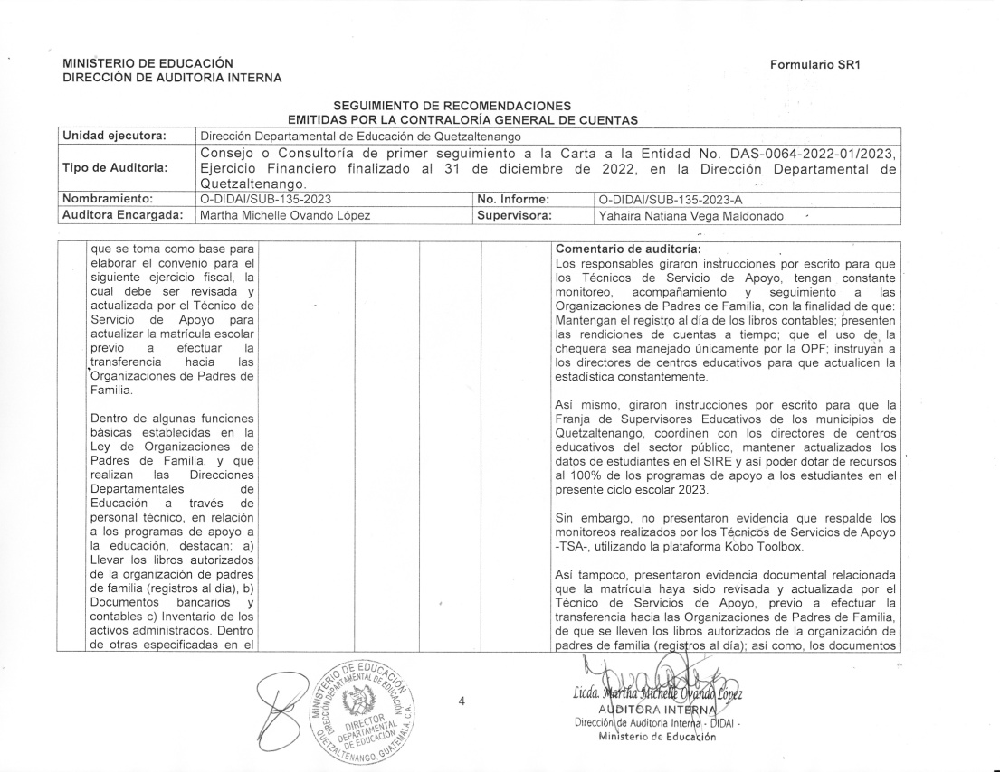 MINISTERIO DE EDUCACIÓN
DIRECCIÓN DE AUDITORIA INTERNA
Formulario SR1
SEGUIMIENTO DE RECOMENDACIONES
EMITIDAS POR LA CONTRALORÍA GENERAL DE CUENTAS
Unidad ejecutora: Dirección Departamental de Educación de Quetzaltenango
Tipo de Auditoria: Consejo o Consultoría de primer seguimiento a la Carta a la Entidad No. DAS-0064-2022-01/2023,
Ejercicio Financiero finalizado al 31 de diciembre de 2022, en la Dirección Departamental de
Quetzaltenango.
Nombramiento: O-DIDAI/SUB-135-2023 No. Informe: O-DIDAI/SUB-135-2023-A
Auditora Encargada: Martha Michelle Ovando López Supervisora: Yahaira Natiana Vega Maldonado
que se toma como base para
elaborar el convenio para el
siguiente ejercicio fiscal, la
cual debe ser revisada y
actualizada por el Técnico de
Servicio de Apoyo para
actualizar la matrícula escolar
previo a efectuar la
transferencia hacia las
Organizaciones de Padres de
Familia.
Dentro de algunas funciones
básicas establecidas en la
Ley de Organizaciones de
Padres de Familia, y que
realizan las Direcciones
Departamentales de
Educación a través de
personal técnico, en relación
a los programas de apoyo a
la educación, destacan: a)
Llevar los libros autorizados
de la organización de padres
de familia (registros al día), b)
Documentos bancarios y
contables c) Inventario de los
activos administrados. Dentro
de otras especificadas en el
Comentario de auditoría:
Los responsables giraron instrucciones por escrito para que
los Técnicos de Servicio de Apoyo, tengan constante
monitoreo, acompañamiento y seguimiento a las
Organizaciones de Padres de Familia, con la finalidad de que:
Mantengan el registro al día de los libros contables; presenten
las rendiciones de cuentas a tiempo; que el uso de la
chequera sea manejado únicamente por la OPF; instruyan a
los directores de centros educativos para que actualicen la
estadística constantemente.
Así mismo, giraron instrucciones por escrito para que la
Franja de Supervisores Educativos de los municipios de
Quetzaltenango, coordinen con los directores de centros
educativos del sector público, mantener actualizados los
datos de estudiantes en el SIRE y así poder dotar de recursos
al 100% de los programas de apoyo a los estudiantes en el
presente ciclo escolar 2023.
Sin embargo, no presentaron evidencia que respalde los
monitoreos realizados por los Técnicos de Servicios de Apoyo
-TSA-, utilizando la plataforma Kobo Toolbox.
Así tampoco, presentaron evidencia documental relacionada
que la matrícula haya sido revisada y actualizada por el
Técnico de Servicios de Apoyo, previo a efectuar la
transferencia hacia las Organizaciones de Padres de Familia,
de que se lleven los libros autorizados de la organización de
padres de familia (registros al día); así como, los documentos
MINISTERIO DE EDUCACIÓN
DIRECCIÓN DEPARTAMENTAL DE EDUCACIÓN
DIRECTOR
DEPARTAMENTAL
DE EDUCACIÓN
QUETZALTENANGO, GUATEMALA, C.A.
4
Licda. Martha Michelle Ovando López
AUDITORA INTERNA
Dirección de Auditoria Interna - DIDAI -
Ministerio de Educación